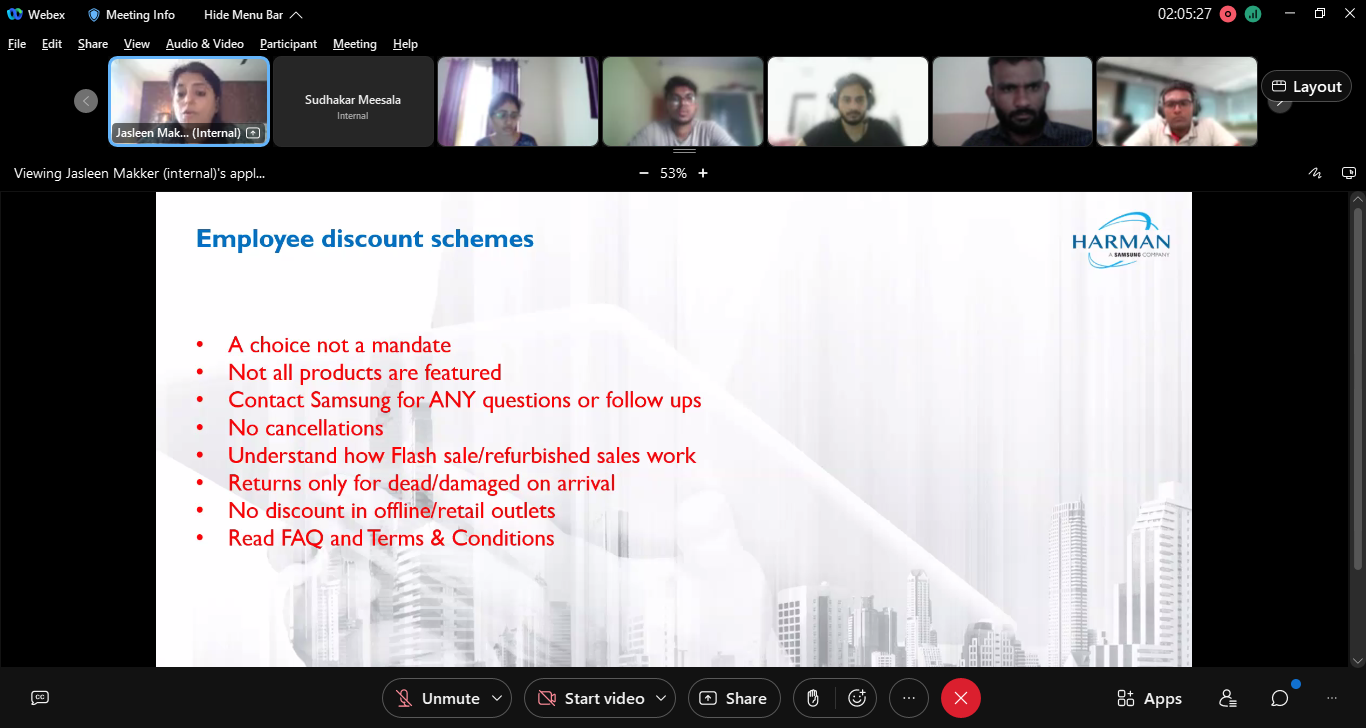 Webex
Meeting Info
Hide Menu Bar
02:05:27
File Edit Share View Audio & Video Participant Meeting Help
Jasleen Mak... (Internal)
Sudhakar Meesala
Internal
Layout
Viewing Jasleen Makker (internal)'s appl...
53%
Employee discount schemes
HARMAN
A SAMSUNG COMPANY
• A choice not a mandate
• Not all products are featured
• Contact Samsung for ANY questions or follow ups
• No cancellations
• Understand how Flash sale/refurbished sales work
• Returns only for dead/damaged on arrival
• No discount in offline/retail outlets
• Read FAQ and Terms & Conditions
CC
Unmute
Start video
Share
Apps